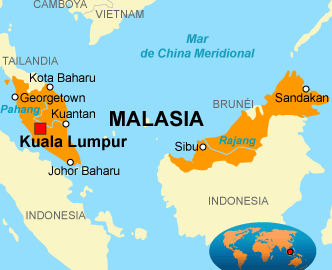 CAMBOYA
VIETNAM
Mar
de China Meridional
TAILANDIA
Kota Baharu
Georgetown
Pahang
Kuantan
MALASIA
BRUNÉI
Sandakan
Kuala Lumpur
Sibu
Rajang
Johor Baharu
INDONESIA
INDONESIA